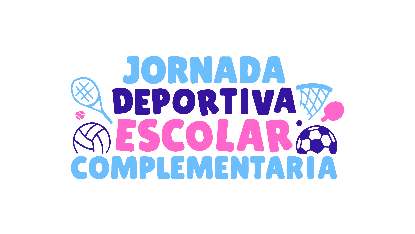 JORNADA
DEPORTIVA
ESCOLAR
COMPLEMENTARIA